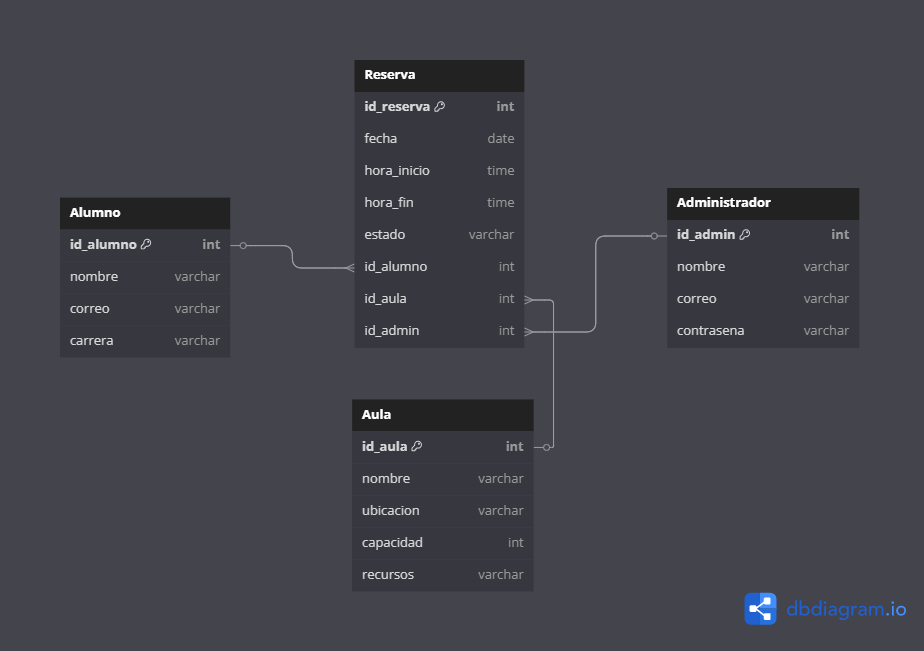 Reserva
id_reserva int
fecha date
hora_inicio time
hora_fin time
estado varchar
id_alumno int
id_aula int
id_admin int
Alumno
id_alumno int
nombre varchar
correo varchar
carrera varchar
Administrador
id_admin int
nombre varchar
correo varchar
contrasena varchar
Aula
id_aula int
nombre varchar
ubicacion varchar
capacidad int
recursos varchar
dbdiagram.io